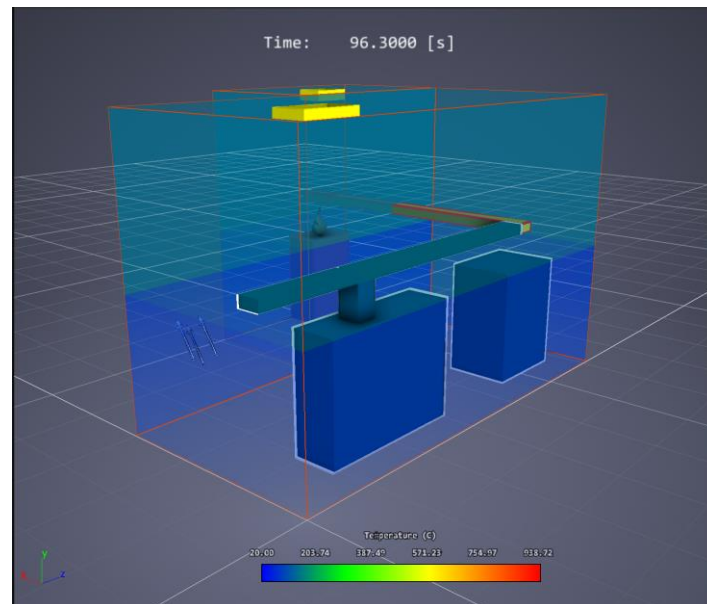 Time: 96.3000 [s]
Temperature (C)
20.00 203.74 387.49 571.23 754.97 938.72
y
x z